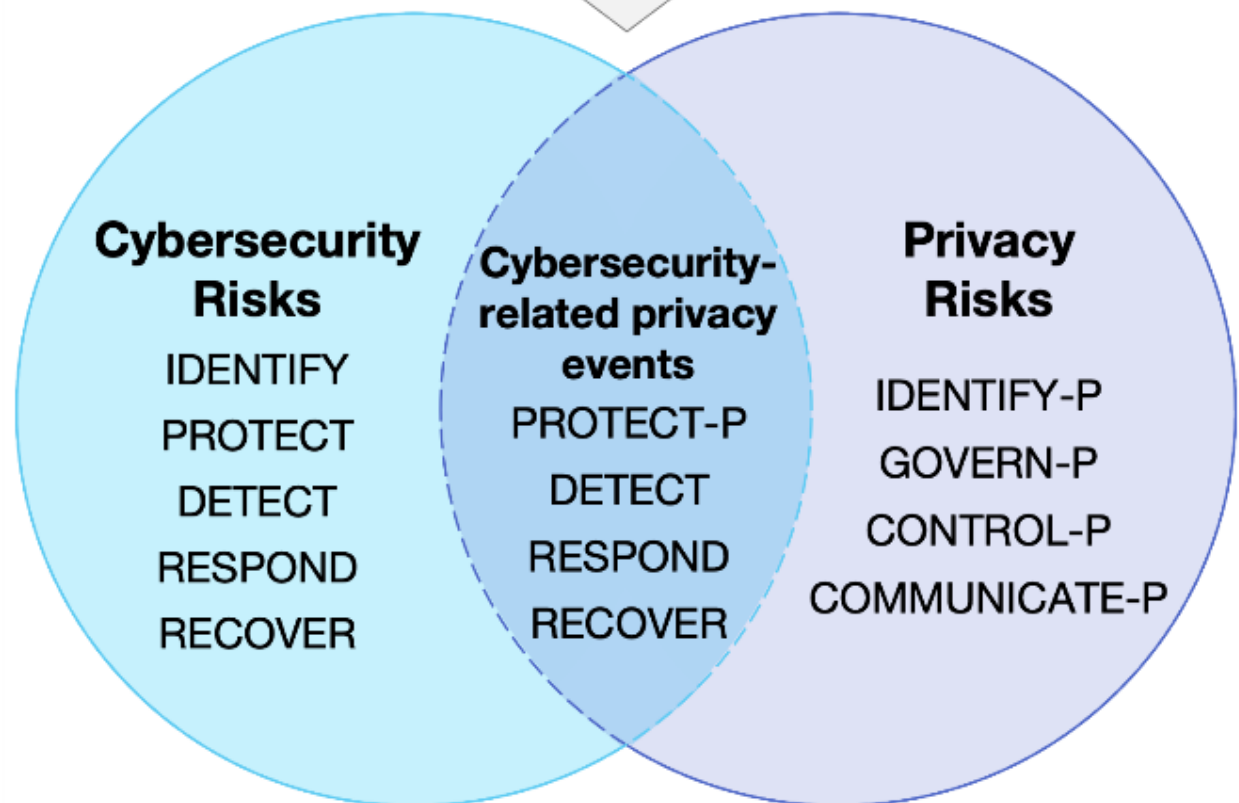 Cybersecurity
Risks
IDENTIFY
PROTECT
DETECT
RESPOND
RECOVER
Cybersecurity-
related privacy
events
PROTECT-P
DETECT
RESPOND
RECOVER
Privacy
Risks
IDENTIFY-P
GOVERN-P
CONTROL-P
COMMUNICATE-P